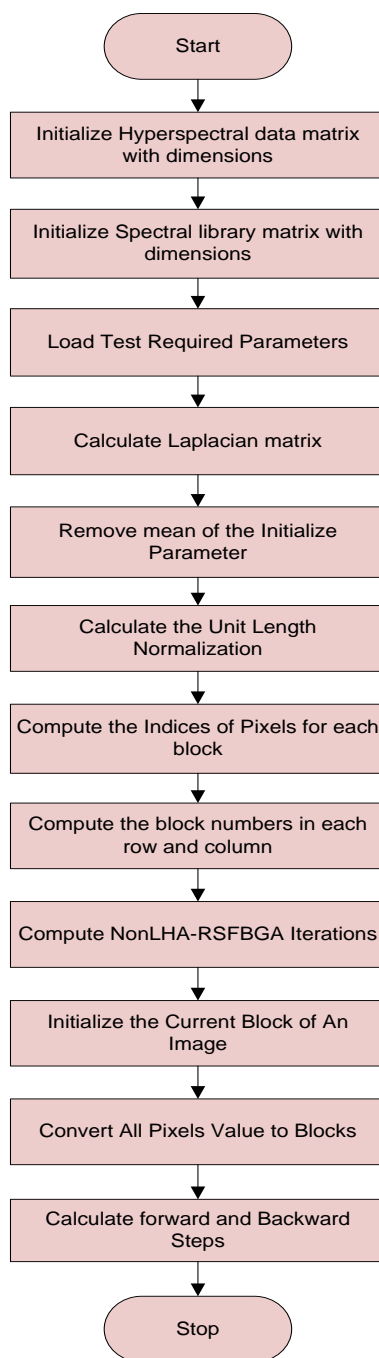 Start
Initialize Hyperspectral data matrix
with dimensions
Initialize Spectral library matrix with
dimensions
Load Test Required Parameters
Calculate Laplacian matrix
Remove mean of the Initialize
Parameter
Calculate the Unit Length
Normalization
Compute the Indices of Pixels for each
block
Compute the block numbers in each
row and column
Compute NonLHA-RSFBGA Iterations
Initialize the Current Block of An
Image
Convert All Pixels Value to Blocks
Calculate forward and Backward
Steps
Stop